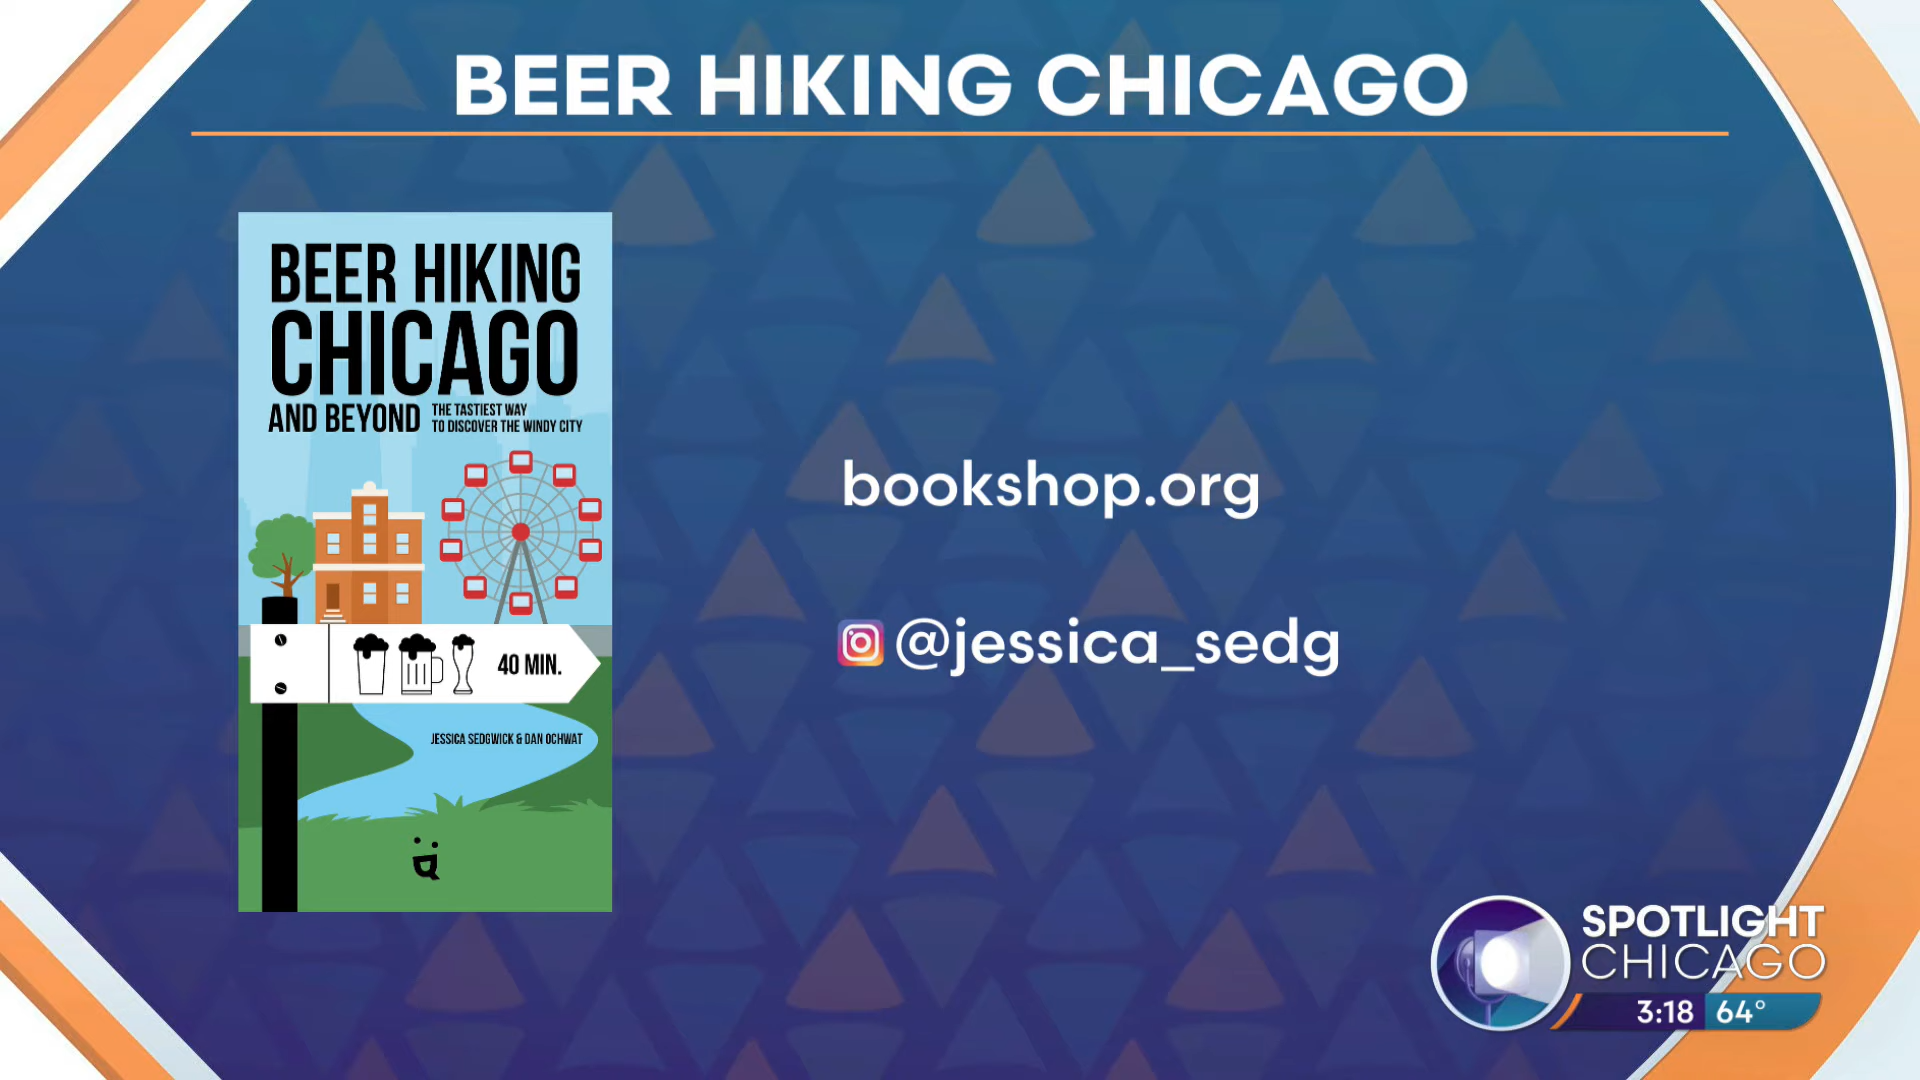 BEER HIKING CHICAGO
BEER HIKING
CHICAGO
AND BEYOND
THE TASTIEST WAY
TO DISCOVER THE WINDY CITY
40 MIN.
JESSICA SEDGWICK & DAN OCHWAT
bookshop.org
@jessica_sedg
SPOTLIGHT
CHICAGO
3:18 64°